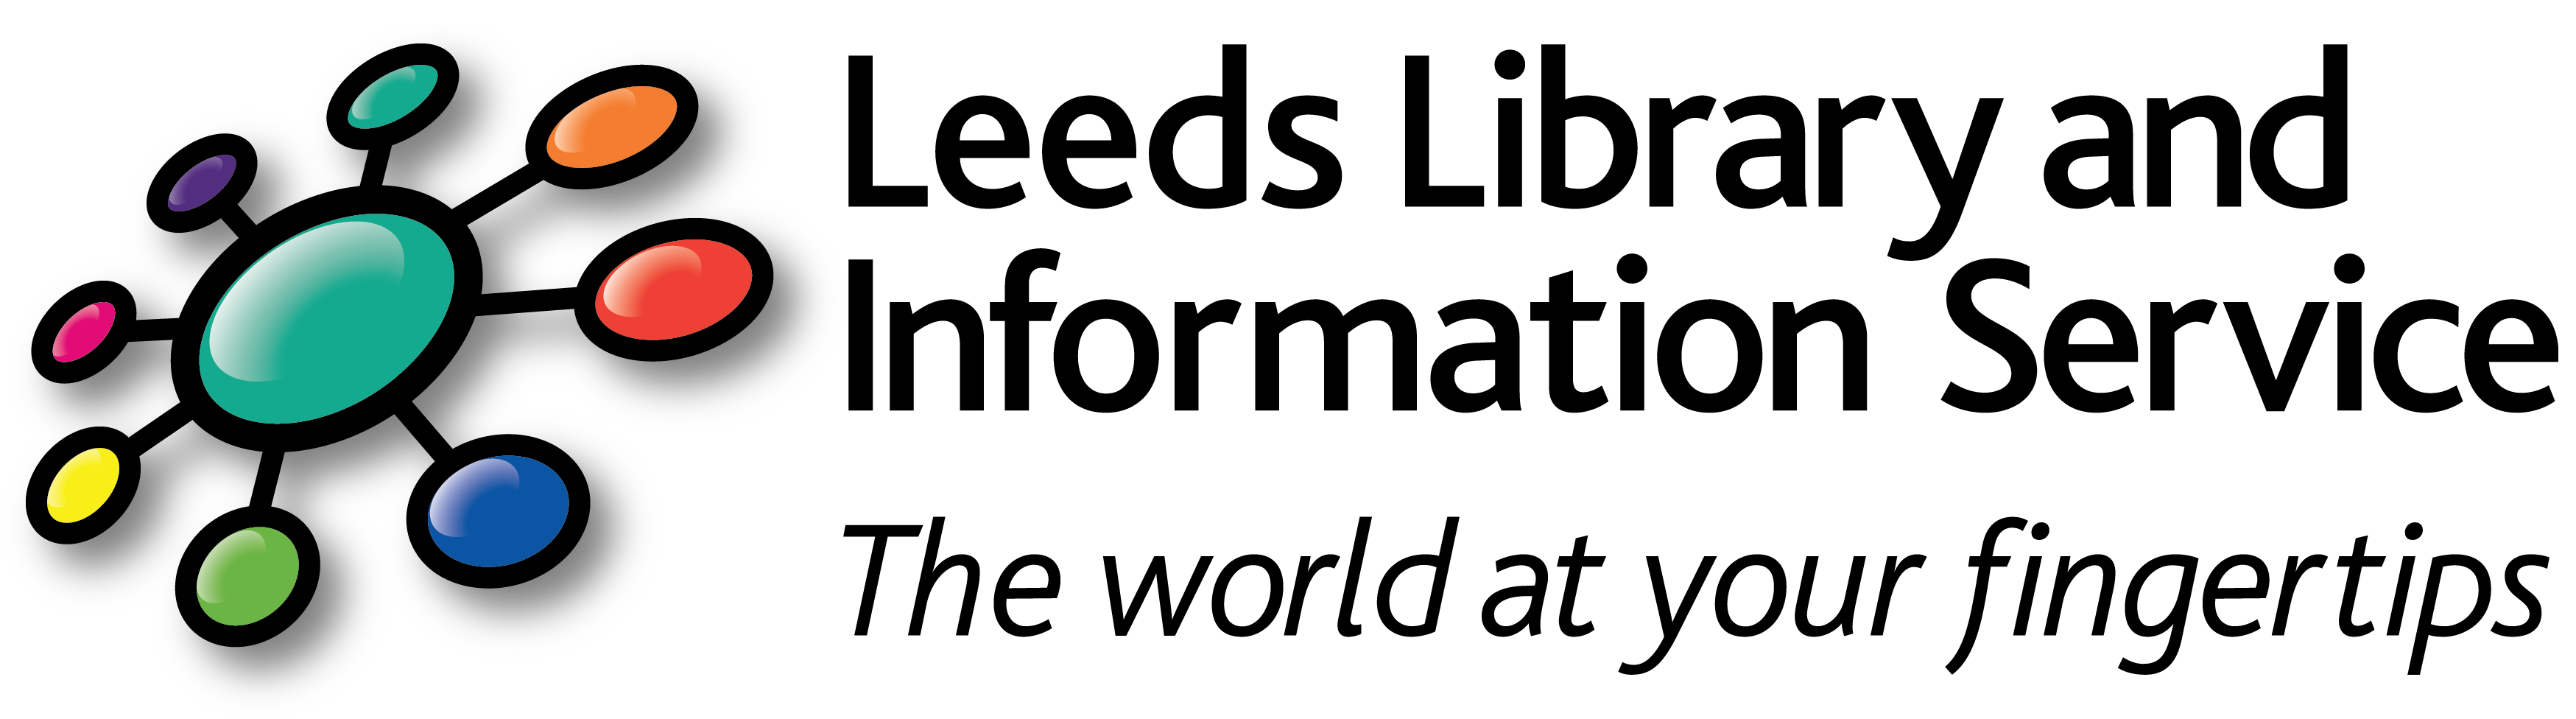 Leeds Library and
Information Service
The world at your fingertips